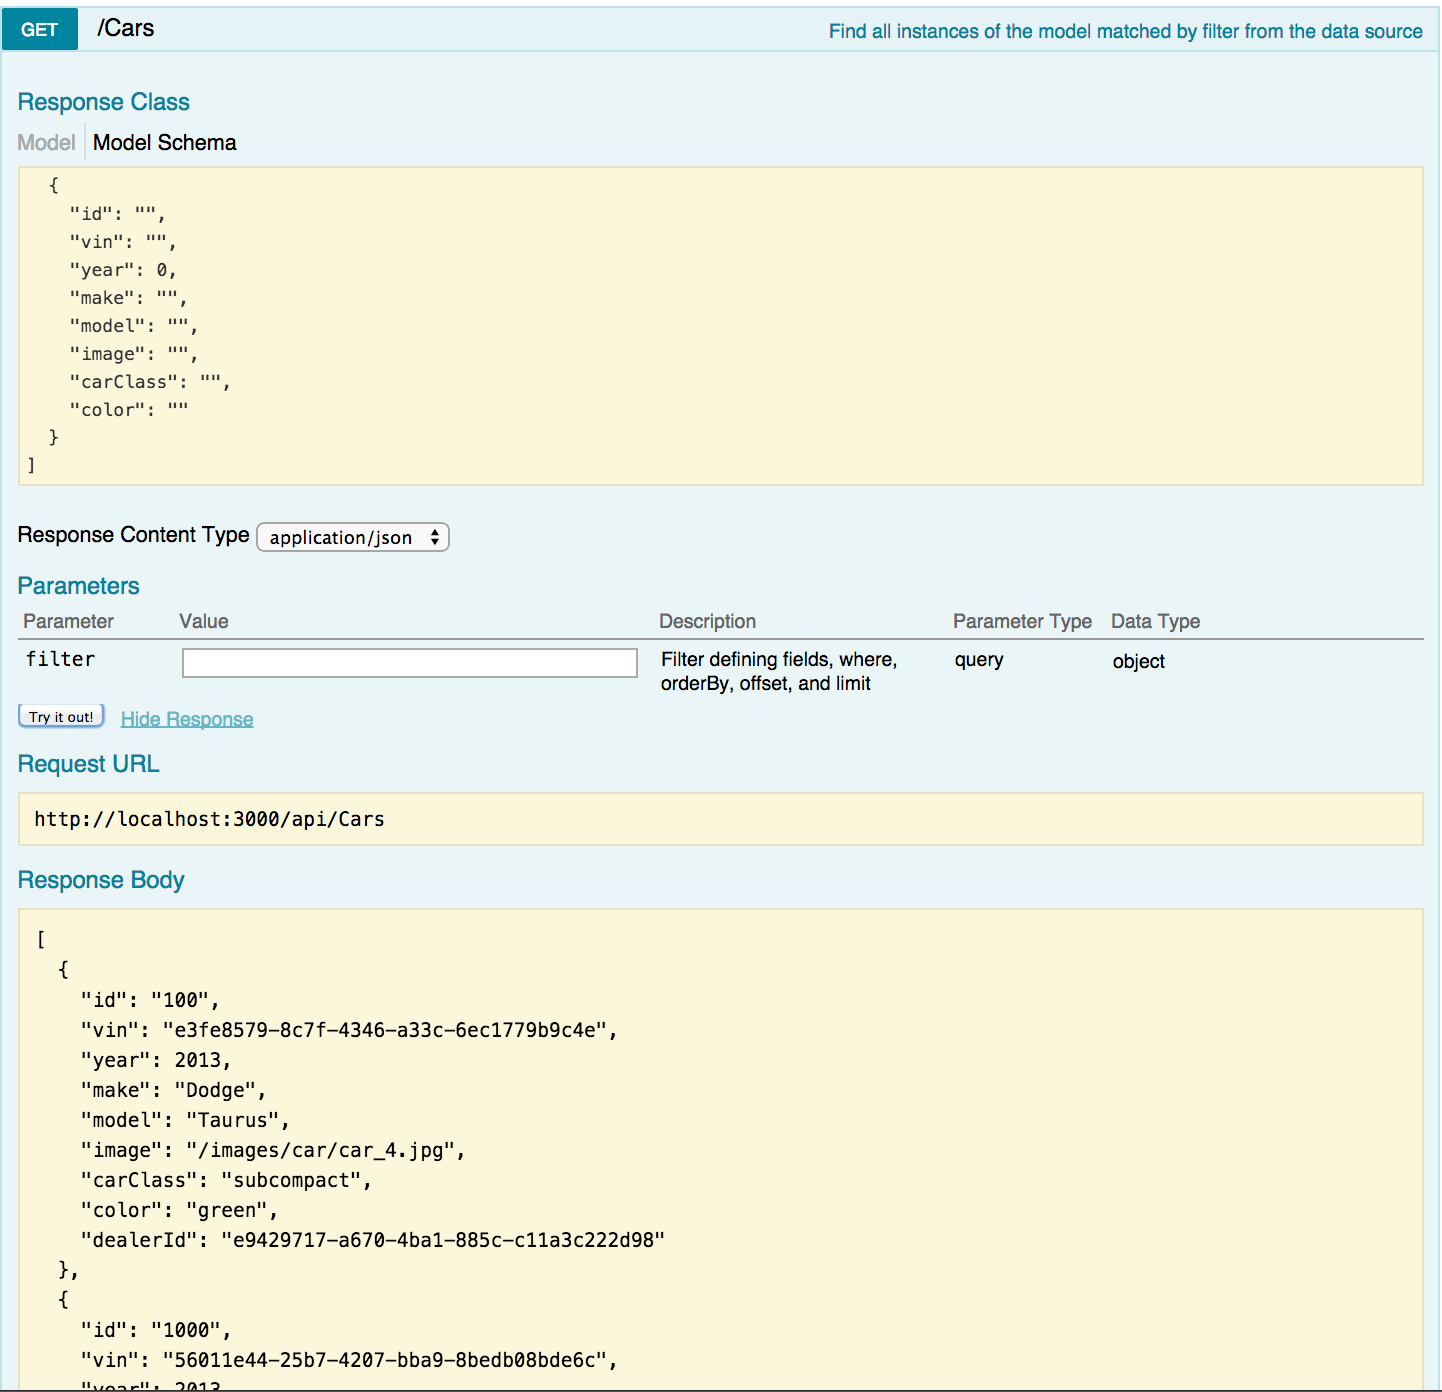 GET /Cars Find all instances of the model matched by filter from the data source
Response Class
Model Model Schema
{
"id": "",
"vin": "",
"year": 0,
"make": "",
"model": "",
"image": "",
"carClass": "",
"color": ""
}
]
Response Content Type application/json
Parameters
Parameter Value Description Parameter Type Data Type
filter Filter defining fields, where, query object
orderBy, offset, and limit
Try it out! Hide Response
Request URL
http://localhost:3000/api/Cars
Response Body
[
{
"id": "100",
"vin": "e3fe8579-8c7f-4346-a33c-6ec1779b9c4e",
"year": 2013,
"make": "Dodge",
"model": "Taurus",
"image": "/images/car/car_4.jpg",
"carClass": "subcompact",
"color": "green",
"dealerId": "e9429717-a670-4ba1-885c-c11a3c222d98"
},
{
"id": "1000",
"vin": "56011e44-25b7-4207-bba9-8bedb08bde6c",
"year": 2013